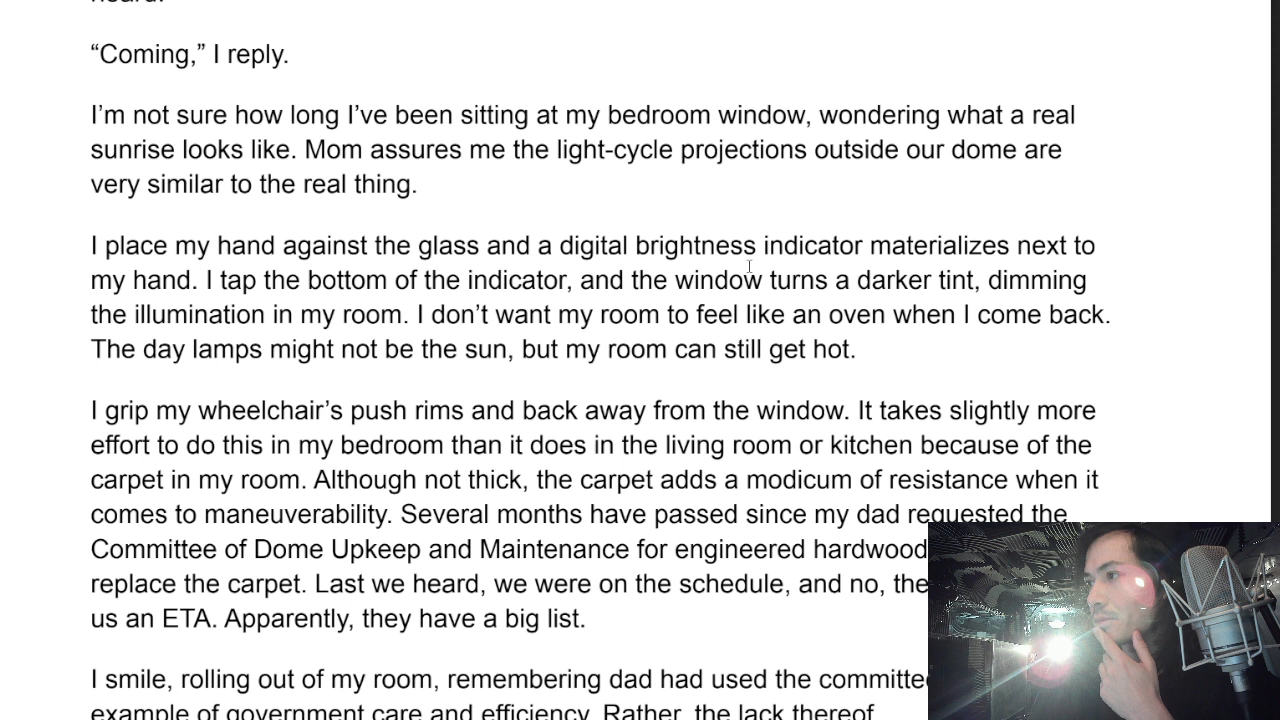 “Coming,” I reply.
I’m not sure how long I’ve been sitting at my bedroom window, wondering what a real
sunrise looks like. Mom assures me the light-cycle projections outside our dome are
very similar to the real thing.
I place my hand against the glass and a digital brightness indicator materializes next to
my hand. I tap the bottom of the indicator, and the window turns a darker tint, dimming
the illumination in my room. I don’t want my room to feel like an oven when I come back.
The day lamps might not be the sun, but my room can still get hot.
I grip my wheelchair’s push rims and back away from the window. It takes slightly more
effort to do this in my bedroom than it does in the living room or kitchen because of the
carpet in my room. Although not thick, the carpet adds a modicum of resistance when it
comes to maneuverability. Several months have passed since my dad requested the
Committee of Dome Upkeep and Maintenance for engineered hardwood
replace the carpet. Last we heard, we were on the schedule, and no,
us an ETA. Apparently, they have a big list.
I smile, rolling out of my room, remembering dad had used the
example of government care and efficiency. Rather, the lack thereof